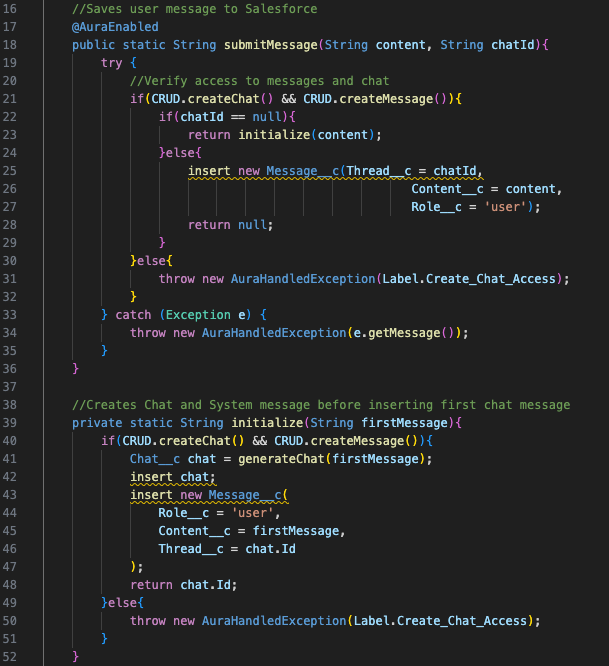 16 //Saves user message to Salesforce
17 @AuraEnabled
18 public static String submitMessage(String content, String chatId){
19 try {
20 //Verify access to messages and chat
21 if(CRUD.createChat() && CRUD.createMessage()){
22 if(chatId == null){
23 return initialize(content);
24 }else{
25 insert new Message__c(Thread__c = chatId,
26 Content__c = content,
27 Role__c = 'user');
28 return null;
29 }
30 }else{
31 throw new AuraHandledException(Label.Create_Chat_Access);
32 }
33 } catch (Exception e) {
34 throw new AuraHandledException(e.getMessage());
35 }
36 }
37
38 //Creates Chat and System message before inserting first chat message
39 private static String initialize(String firstMessage){
40 if(CRUD.createChat() && CRUD.createMessage()){
41 Chat__c chat = generateChat(firstMessage);
42 insert chat;
43 insert new Message__c(
44 Role__c = 'user',
45 Content__c = firstMessage,
46 Thread__c = chat.Id
47 );
48 return chat.Id;
49 }else{
50 throw new AuraHandledException(Label.Create_Chat_Access);
51 }
52 }